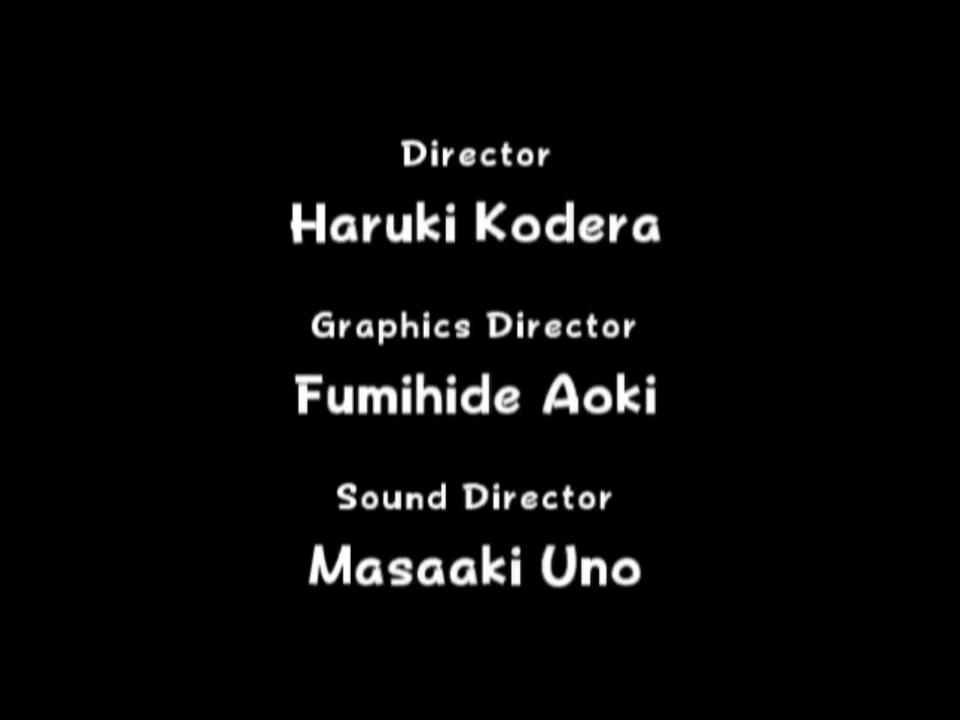 Director
Haruki Kodera
Graphics Director
Fumihide Aoki
Sound Director
Masaaki Uno